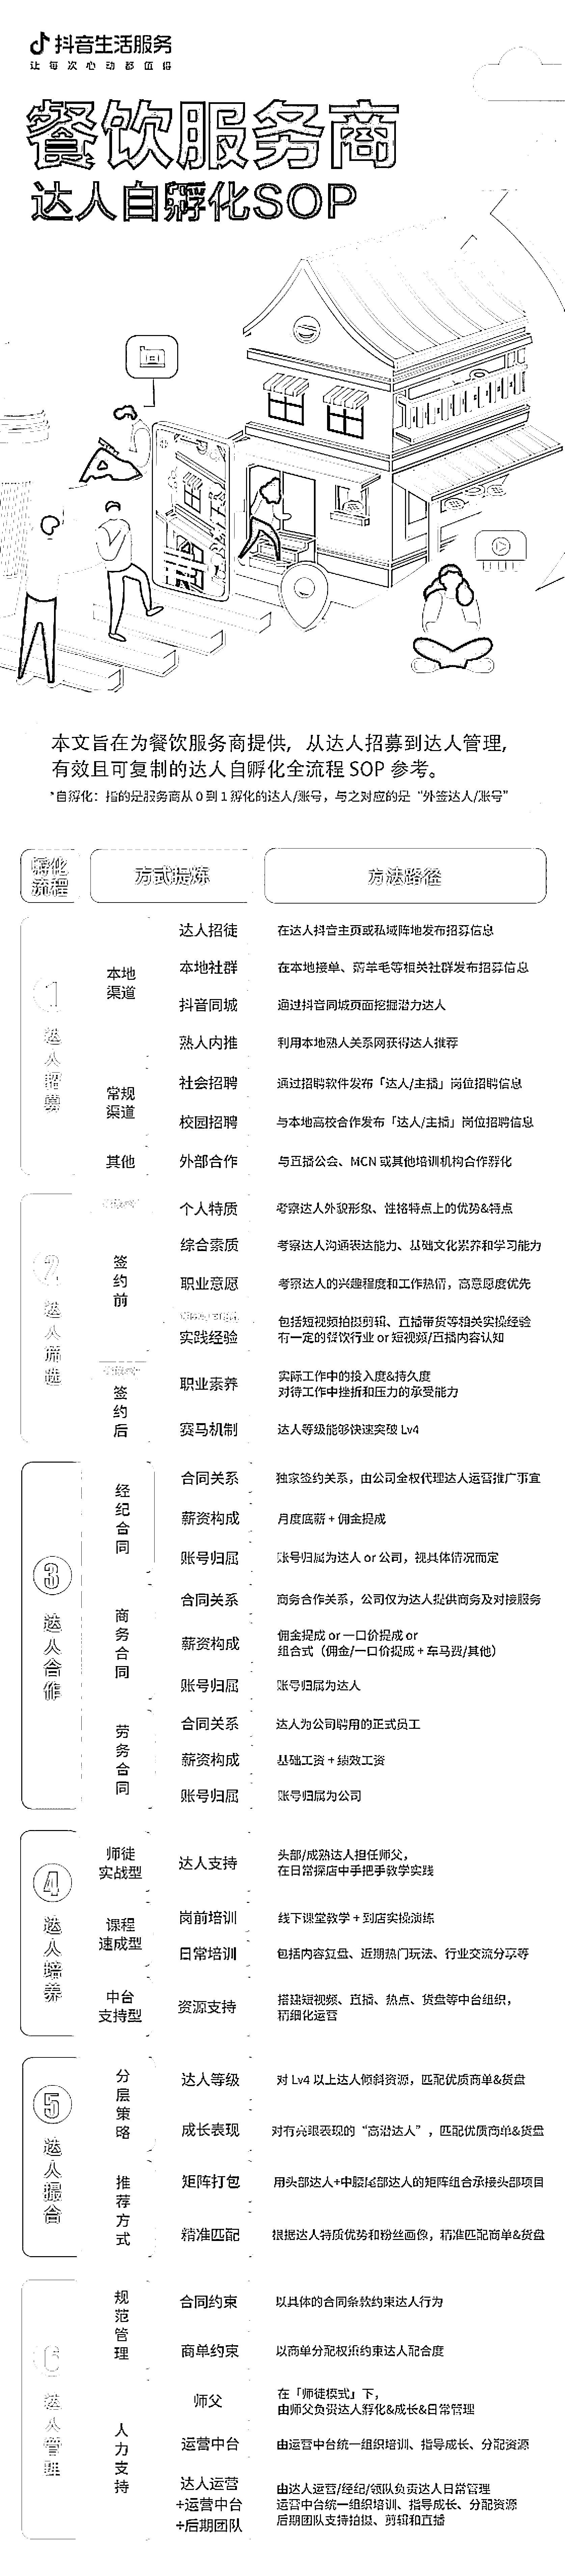 抖音生活服务
让每次心动都值得
餐饮服务商
达人自孵化SOP
本文旨在为餐饮服务商提供，从达人招募到达人管理，
有效且可复制的达人自孵化全流程 SOP 参考。
*自孵化：指的是服务商从 0 到 1 孵化的达人/账号，与之对应的是“外签达人/账号”
孵化流程 方式提炼 方法路径
1 达人招募
本地渠道
达人招徒 在达人抖音主页或私域阵地发布招募信息
本地社群 在本地接单、薅羊毛等相关社群发布招募信息
抖音同城 通过抖音同城页面挖掘潜力达人
熟人内推 利用本地熟人关系网获得达人推荐
常规渠道
社会招聘 通过招聘软件发布「达人/主播」岗位招聘信息
校园招聘 与本地高校合作发布「达人/主播」岗位招聘信息
其他
外部合作 与直播公会、MCN 或其他培训机构合作孵化
2 达人筛选
签约前
个人特质 考察达人外貌形象、性格特点上的优势&特点
综合素质 考察达人沟通表达能力、基础文化素养和学习能力
职业意愿 考察达人的兴趣程度和工作热情，高意愿度优先
实践经验 包括短视频拍摄剪辑、直播带货等相关实操经验
有一定的餐饮行业 or 短视频/直播内容认知
签约后
职业素养 实际工作中的投入度&持久度
对待工作中挫折和压力的承受能力
赛马机制 达人等级能够快速突破 Lv4
3 达人合作
经纪合同
合同关系 独家签约关系，由公司全权代理达人运营推广事宜
薪资构成 月度底薪 + 佣金提成
账号归属 账号归属为达人 or 公司，视具体情况而定
商务合同
合同关系 商务合作关系，公司仅为达人提供商务及对接服务
薪资构成 佣金提成 or 一口价提成 or
组合式（佣金/一口价提成 + 车马费/其他）
账号归属 账号归属为达人
劳务合同
合同关系 达人为公司聘用的正式员工
薪资构成 基础工资 + 绩效工资
账号归属 账号归属为公司
4 达人培养
师徒实战型
达人支持 头部/成熟达人担任师父，
在日常探店中手把手教学实践
课程速成型
岗前培训 线下课堂教学 + 到店实操演练
日常培训 包括内容复盘、近期热门玩法、行业交流分享等
中台支持型
资源支持 搭建短视频、直播、热点、货盘等中台组织，
精细化运营
5 达人撮合
分层策略
达人等级 对 Lv4 以上达人倾斜资源，匹配优质商单&货盘
成长表现 对有亮眼表现的“高潜达人”，匹配优质商单&货盘
推荐方式
矩阵打包 用头部达人+中腰尾部达人的矩阵组合承接头部项目
精准匹配 根据达人特质优势和粉丝画像，精准匹配商单&货盘
6 达人管理
规范管理
合同约束 以具体的合同条款约束达人行为
商单约束 以商单分配权限约束达人配合度
人力支持
师父 在「师徒模式」下，
由师父负责达人孵化&成长&日常管理
运营中台 由运营中台统一组织培训、指导成长、分配资源
达人运营 由达人运营/经纪/领队负责达人日常管理
+运营中台 运营中台统一组织培训、指导成长、分配资源
+后期团队 后期团队支持拍摄、剪辑和直播